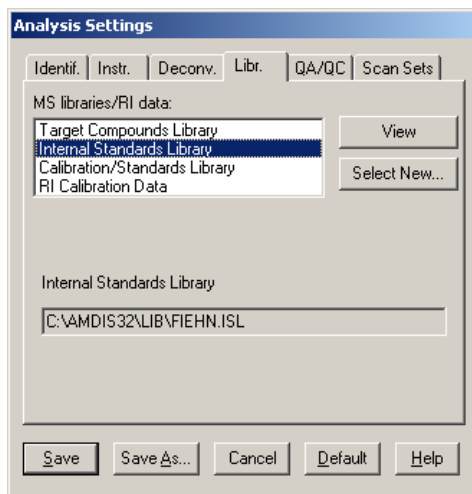 Analysis Settings
Identif. Instr. Deconv. Libr. QA/QC Scan Sets
MS libraries/RI data:
Target Compounds Library
Internal Standards Library
Calibration/Standards Library
RI Calibration Data
View
Select New...
Internal Standards Library
C:\AMDIS32\LIB\FIEHN.ISL
Save Save As... Cancel Default Help